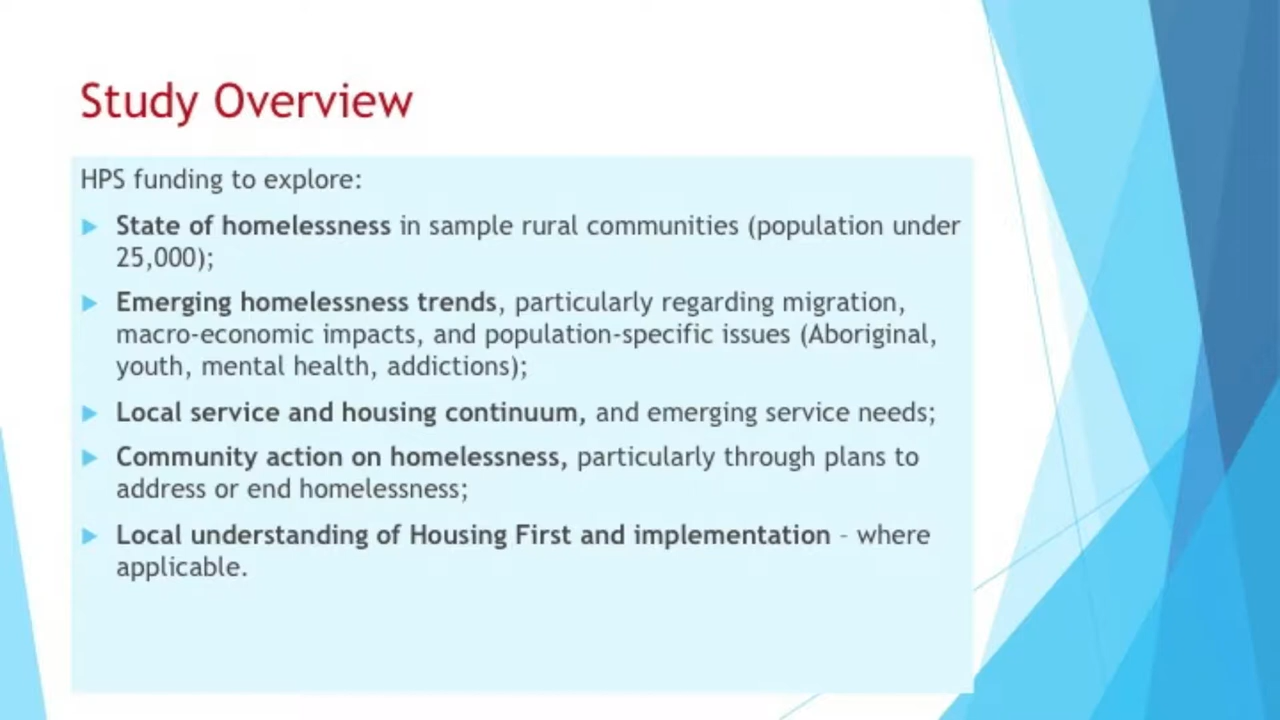 Study Overview
HPS funding to explore:
State of homelessness in sample rural communities (population under
25,000);
Emerging homelessness trends, particularly regarding migration,
macro-economic impacts, and population-specific issues (Aboriginal,
youth, mental health, addictions);
Local service and housing continuum, and emerging service needs;
Community action on homelessness, particularly through plans to
address or end homelessness;
Local understanding of Housing First and implementation – where
applicable.